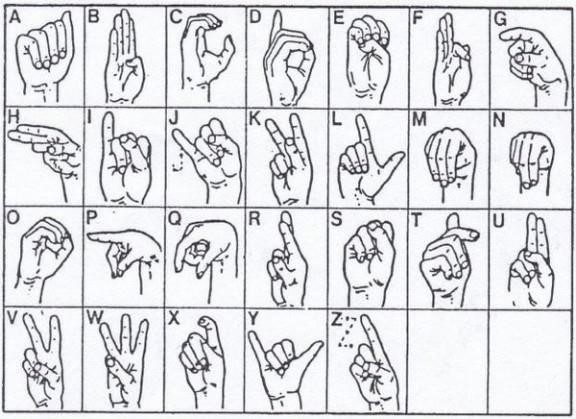 A B C D E F G
H I J K L M N
O P Q R S T U
V W X Y Z